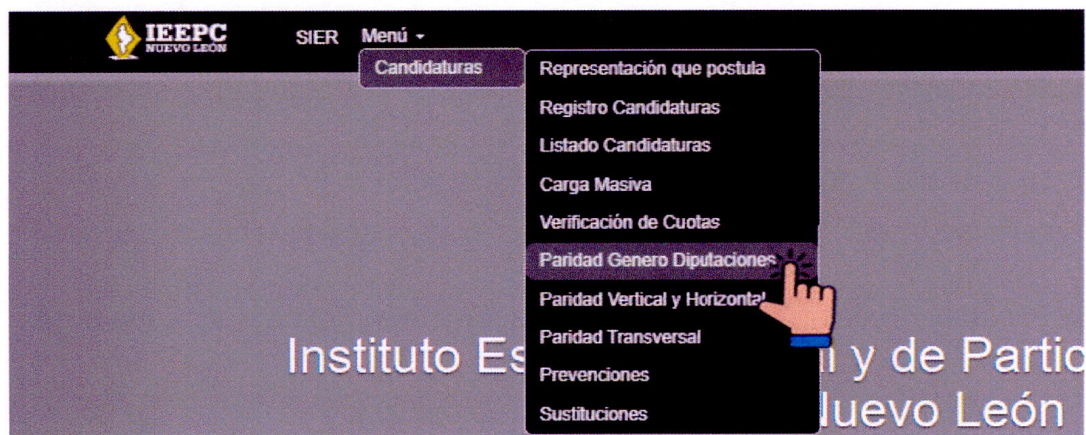 IEEPC
NUEVO LEÓN
SIER Menú
Candidaturas
Representación que postula
Registro Candidaturas
Listado Candidaturas
Carga Masiva
Verificación de Cuotas
Paridad Genero Diputaciones
Paridad Vertical y Horizontal
Paridad Transversal
Prevenciones
Sustituciones
Instituto Es l y de Partic
Nuevo León